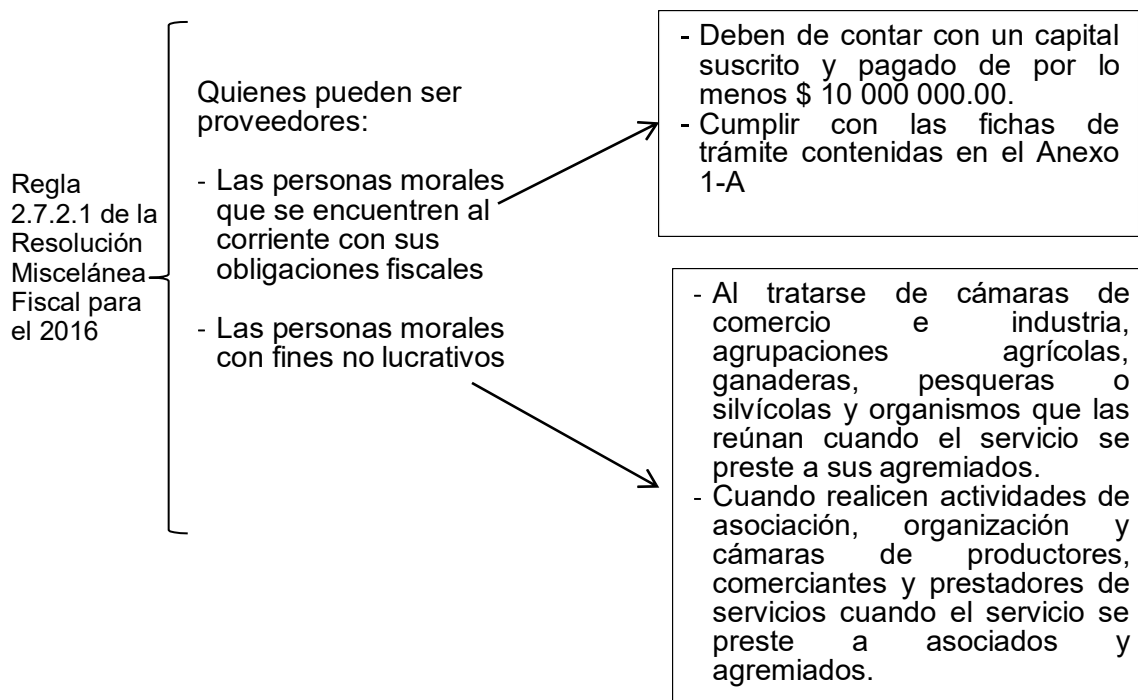 Regla
2.7.2.1 de la
Resolución
Miscelánea
Fiscal para
el 2016
Quienes pueden ser
proveedores:
- Las personas morales
que se encuentren al
corriente con sus
obligaciones fiscales
- Las personas morales
con fines no lucrativos
- Deben de contar con un capital
suscrito y pagado de por lo
menos $ 10 000 000.00.
- Cumplir con las fichas de
trámite contenidas en el Anexo
1-A
- Al tratarse de cámaras de
comercio e industria,
agrupaciones agrícolas,
ganaderas, pesqueras o
silvícolas y organismos que las
reúnan cuando el servicio se
preste a sus agremiados.
- Cuando realicen actividades de
asociación, organización y
cámaras de productores,
comerciantes y prestadores de
servicios cuando el servicio se
preste a asociados y
agremiados.